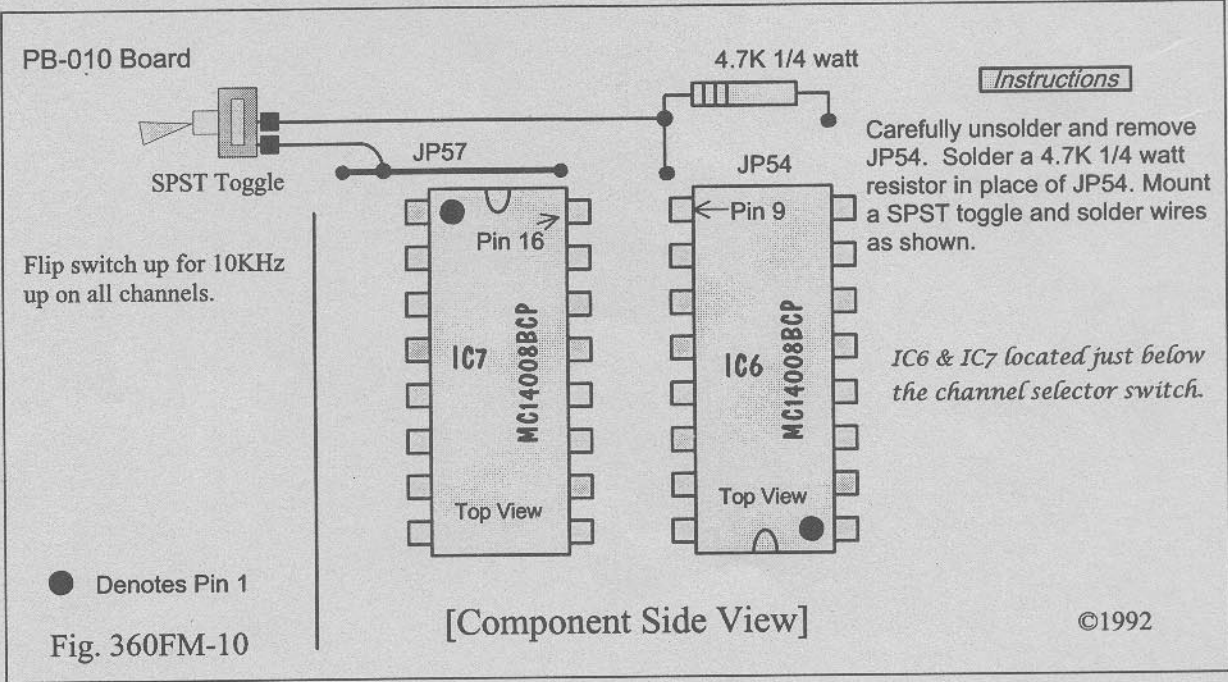 PB-010 Board
4.7K 1/4 watt
Instructions
Carefully unsolder and remove
JP54. Solder a 4.7K 1/4 watt
resistor in place of JP54. Mount
a SPST toggle and solder wires
as shown.
SPST Toggle
JP57
JP54
Pin 16
Pin 9
Flip switch up for 10KHz
up on all channels.
IC7
MC14008BCP
Top View
IC6
MC14008BCP
Top View
IC6 & IC7 located just below
the channel selector switch.
Denotes Pin 1
Fig. 360FM-10
[Component Side View]
©1992